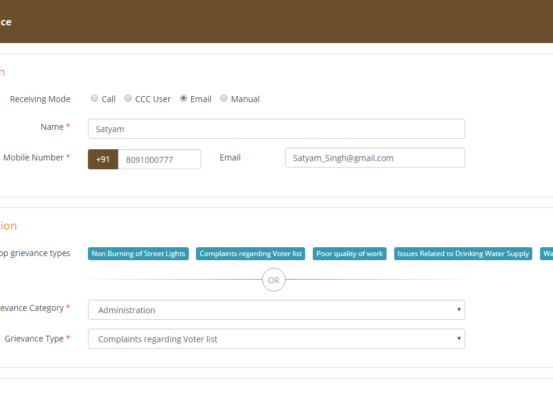 ce
n
Receiving Mode Call CCC User Email Manual
Name * Satyam
Mobile Number * +91 8091000777 Email Satyam_Singh@gmail.com
ion
op grievance types Non Burning of Street Lights Complaints regarding Voter list Poor quality of work Issues Related to Drinking Water Supply Wa
OR
evance Category * Administration
Grievance Type * Complaints regarding Voter list